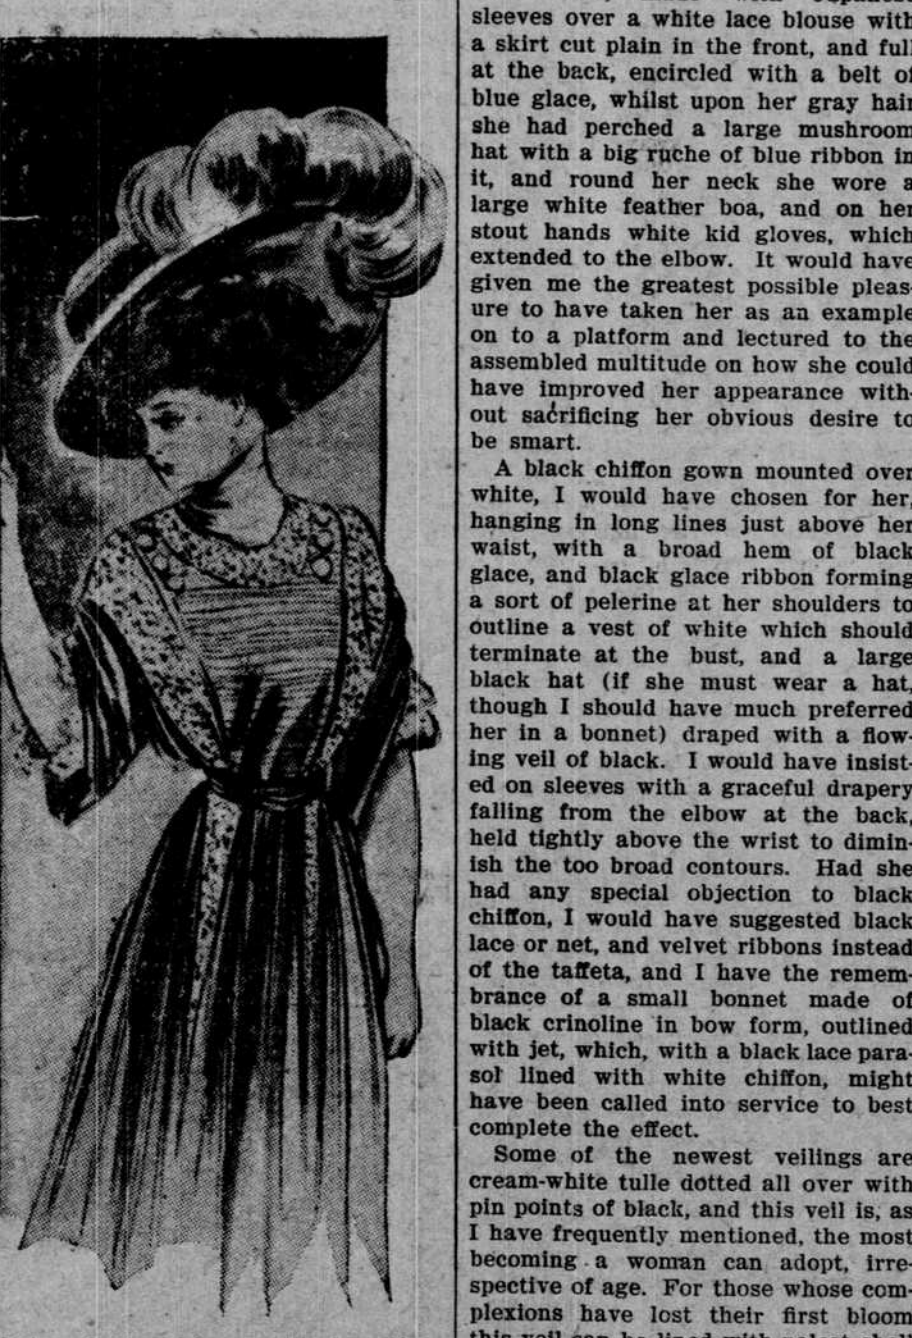 sleeves over a white lace blouse with
a skirt cut plain in the front, and full
at the back, encircled with a belt of
blue glace, whilst upon her gray hair
she had perched a large mushroom
hat with a big ruche of blue ribbon in
it, and round her neck she wore a
large white feather boa, and on her
stout hands white kid gloves, which
extended to the elbow. It would have
given me the greatest possible pleas-
ure to have taken her as an example
on to a platform and lectured to the
assembled multitude on how she could
have improved her appearance with-
out sacrificing her obvious desire to
be smart.
A black chiffon gown mounted over
white, I would have chosen for her,
hanging in long lines just above her
waist, with a broad hem of black
glace, and black glace ribbon forming
a sort of pelerine at her shoulders to
outline a vest of white which should
terminate at the bust, and a large
black hat (if she must wear a hat,
though I should have much preferred
her in a bonnet) draped with a flow-
ing veil of black. I would have insist-
ed on sleeves with a graceful drapery
falling from the elbow at the back,
held tightly above the wrist to dimin-
ish the too broad contours. Had she
had any special objection to black
chiffon, I would have suggested black
lace or net, and velvet ribbons instead
of the taffeta, and I have the remem-
brance of a small bonnet made of
black crinoline in bow form, outlined
with jet, which, with a black lace para-
sol lined with white chiffon, might
have been called into service to best
complete the effect.
Some of the newest veilings are
cream-white tulle dotted all over with
pin points of black, and this veil is, as
I have frequently mentioned, the most
becoming a woman can adopt, irre-
spective of age. For those whose com-
plexions have lost their first bloom